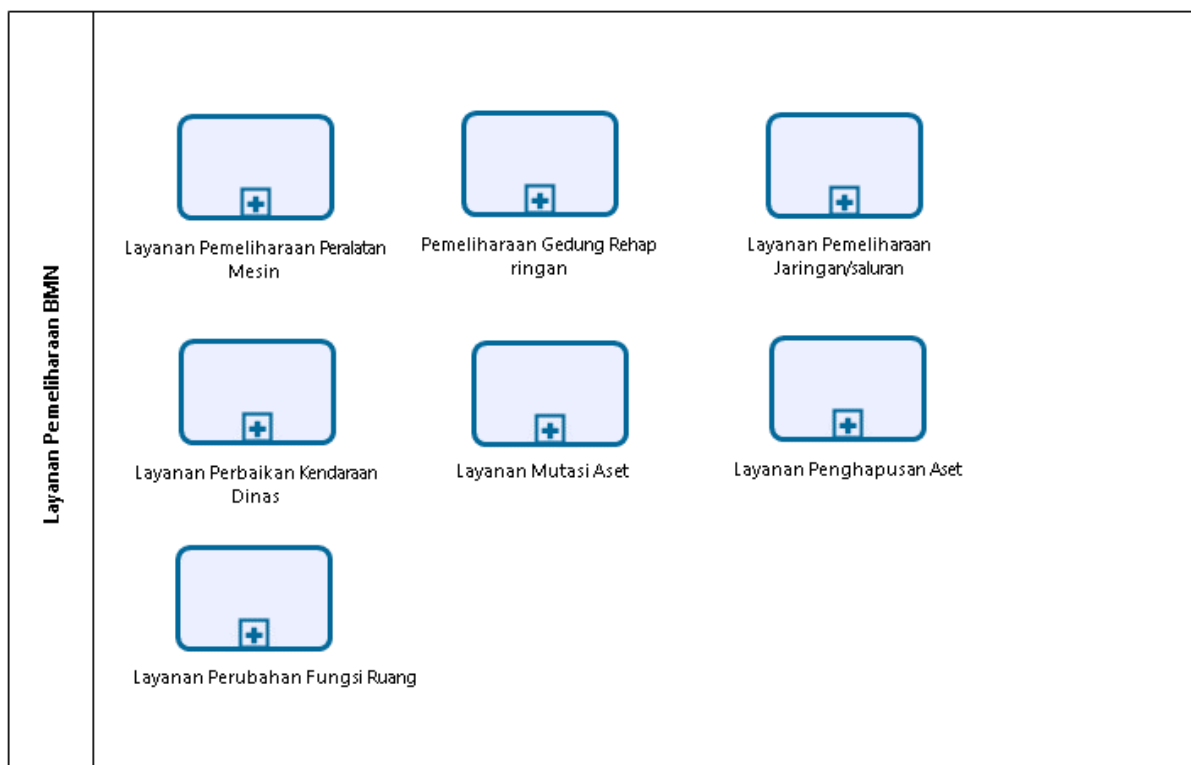 Layanan Pemeliharaan BMN
Layanan Pemeliharaan Peralatan
Mesin
Pemeliharaan Gedung Rehap
ringan
Layanan Pemeliharaan
Jaringan/saluran
Layanan Perbaikan Kendaraan
Dinas
Layanan Mutasi Aset
Layanan Penghapusan Aset
Layanan Perubahan Fungsi Ruang